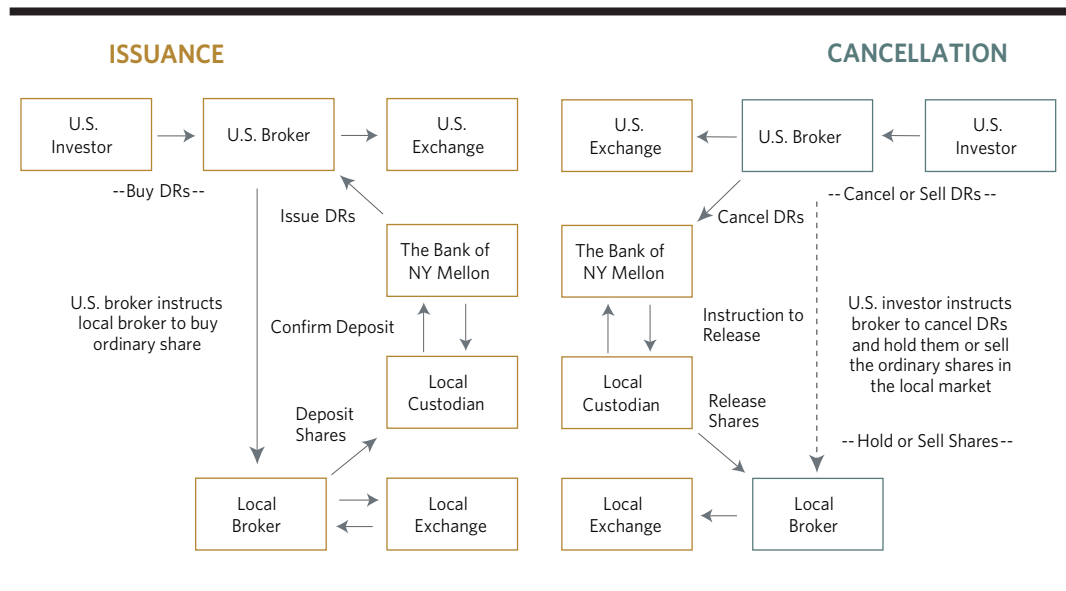 ISSUANCE
U.S.
Investor
U.S. Broker
U.S.
Exchange
--Buy DRs--
Issue DRs
The Bank of
NY Mellon
U.S. broker instructs
local broker to buy
ordinary share
Confirm Deposit
Local
Custodian
Deposit
Shares
Local
Broker
Local
Exchange
CANCELLATION
U.S.
Exchange
U.S. Broker
U.S.
Investor
--Cancel or Sell DRs--
Cancel DRs
The Bank of
NY Mellon
Instruction to
Release
U.S. investor instructs
broker to cancel DRs
and hold them or sell
the ordinary shares in
the local market
Local
Custodian
Release
Shares
--Hold or Sell Shares--
Local
Exchange
Local
Broker